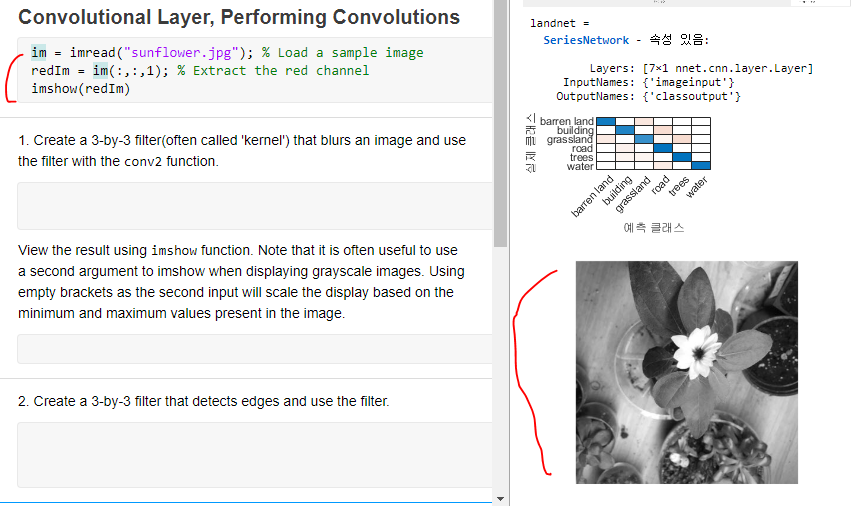 Convolutional Layer, Performing Convolutions
im = imread("sunflower.jpg"); % Load a sample image
redIm = im(:,:,1); % Extract the red channel
imshow(redIm)
1. Create a 3-by-3 filter(often called 'kernel') that blurs an image and use
the filter with the conv2 function.
View the result using imshow function. Note that it is often useful to use
a second argument to imshow when displaying grayscale images. Using
empty brackets as the second input will scale the display based on the
minimum and maximum values present in the image.
2. Create a 3-by-3 filter that detects edges and use the filter.
landnet =
SeriesNetwork - 속성 있음:
Layers: [7×1 nnet.cnn.layer.Layer]
InputNames: {'imageinput'}
OutputNames: {'classoutput'}
실제 클래스
barren land
building
grassland
road
trees
water
barren land
building
grassland
road
trees
water
예측 클래스